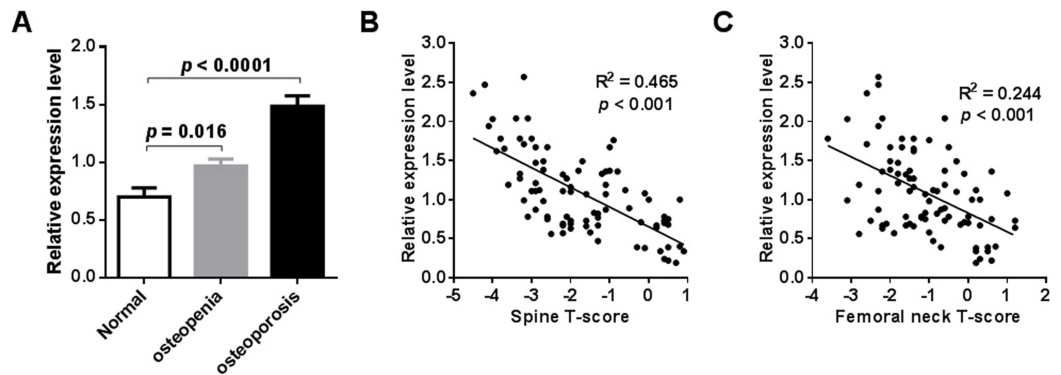 A
Relative expression level
2.0
1.5
1.0
0.5
0.0
p < 0.0001
p = 0.016
Normal
osteopenia
osteoporosis
B
Relative expression level
3.0
2.5
2.0
1.5
1.0
0.5
0.0
R² = 0.465
p < 0.001
-5 -4 -3 -2 -1 0 1
Spine T-score
C
Relative expression level
3.0
2.5
2.0
1.5
1.0
0.5
0.0
R² = 0.244
p < 0.001
-4 -3 -2 -1 0 1 2
Femoral neck T-score